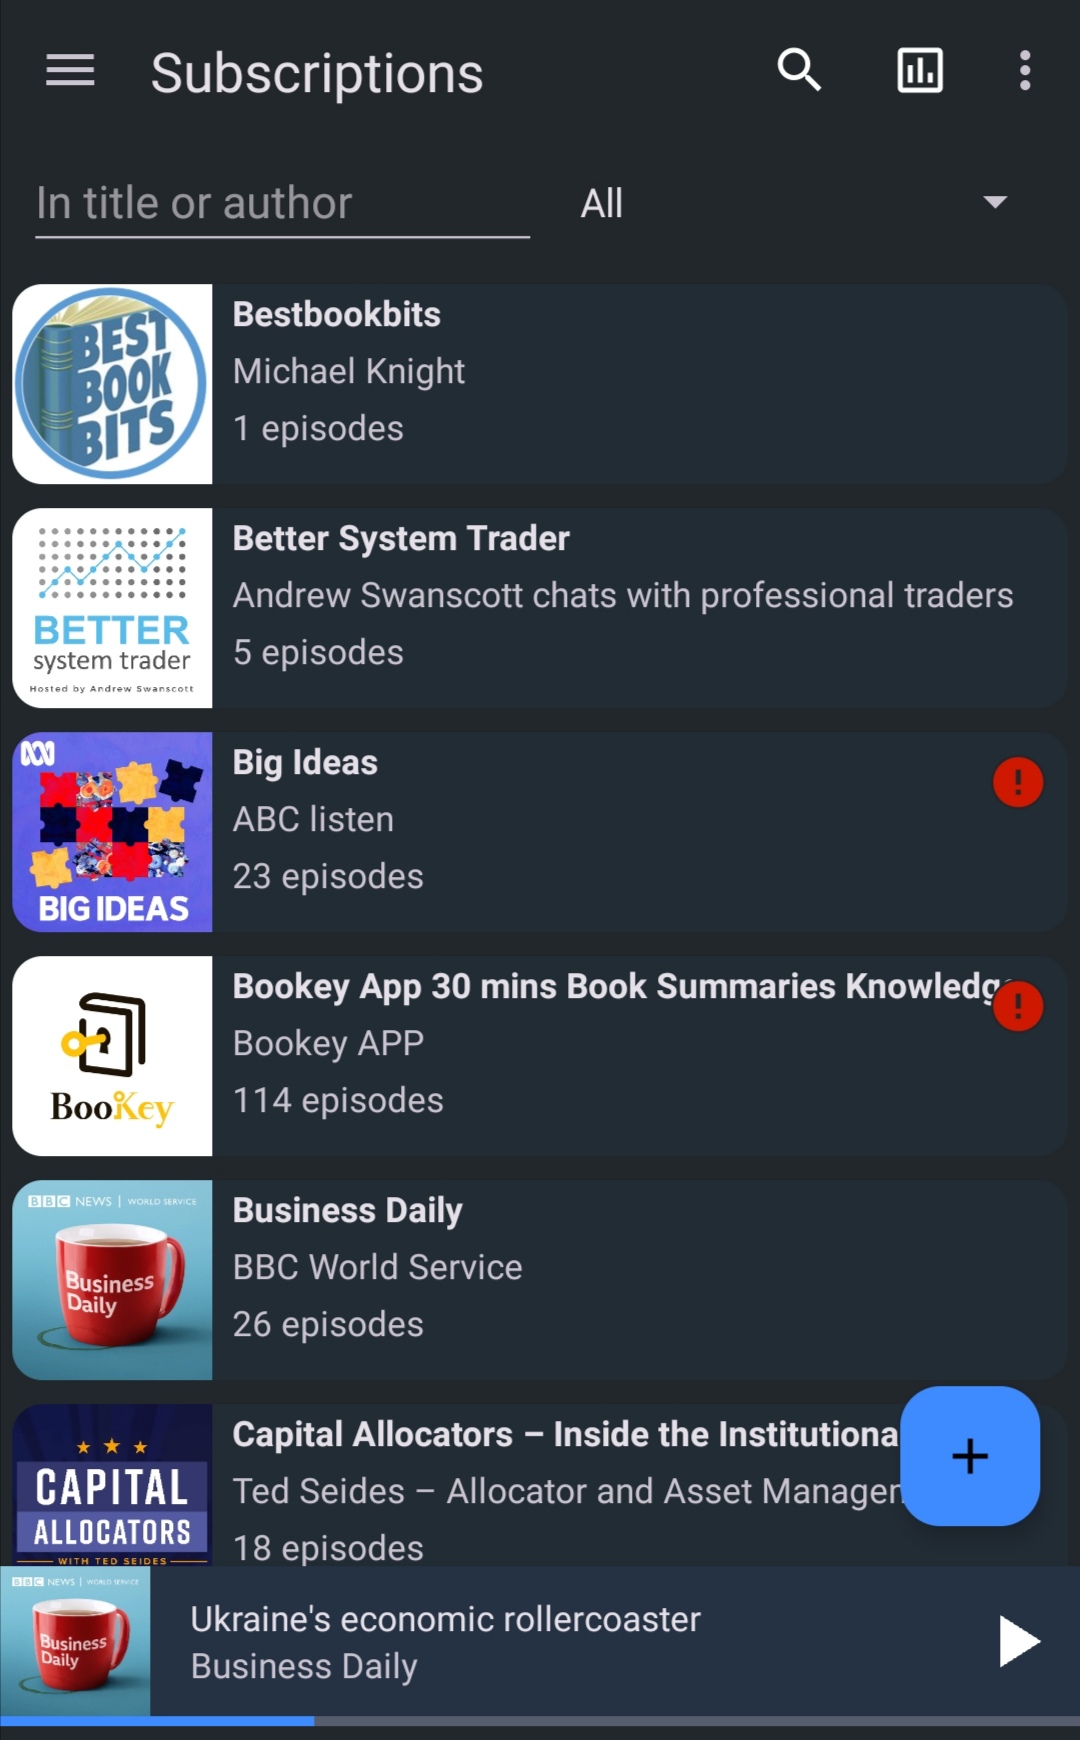 Subscriptions
In title or author
All
BEST
BOOK
BITS
Bestbookbits
Michael Knight
1 episodes
BETTER
system trader
Hosted by Andrew Swanscott
Better System Trader
Andrew Swanscott chats with professional traders
5 episodes
BIG IDEAS
Big Ideas
ABC listen
23 episodes
!
BooKey
Bookey App 30 mins Book Summaries Knowledg
Bookey APP
114 episodes
!
BBC NEWS | WORLD SERVICE
Business
Daily
Business Daily
BBC World Service
26 episodes
CAPITAL
ALLOCATORS
WITH TED SEIDES
Capital Allocators – Inside the Institutiona
Ted Seides – Allocator and Asset Manager
18 episodes
+
BBC NEWS | WORLD SERVICE
Business
Daily
Ukraine's economic rollercoaster
Business Daily